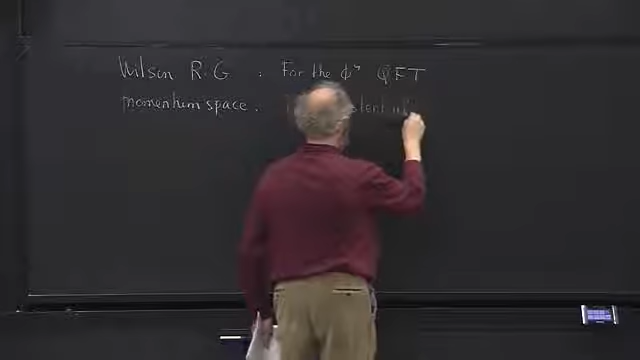 Wilson R.G. For the ϕ⁴ QFT
momentum space.